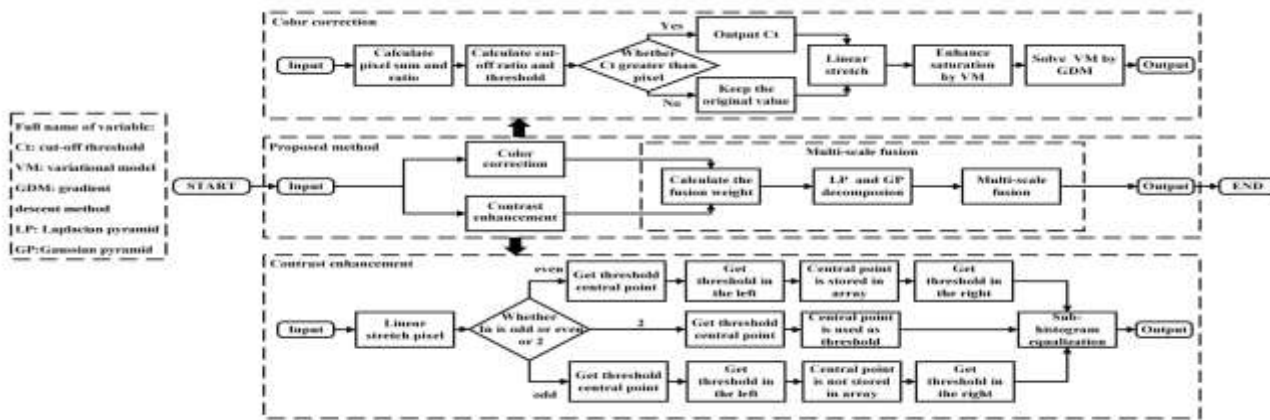 Color correction
Input
Calculate
pixel sum and
ratio
Calculate cut-
off ratio and
threshold
Whether
Ct greater than
pixel
Yes
No
Output Ct
Keep the
original value
Linear
stretch
Enhance
saturation
by VM
Solve VM by
GDM
Output
Full name of variable:
Ct: cut-off threshold
VM: variational model
GDM: gradient
descent method
LP: Laplacian pyramid
GP:Gaussian pyramid
START
Proposed method
Input
Color
correction
Contrast
enhancement
Multi-scale fusion
Calculate the
fusion weight
LP and GP
decomposion
Multi-scale
fusion
Output
END
Contrast enhancement
Input
Linear
stretch pixel
Whether
is odd or even
or 2
even
Get threshold
central point
Get
threshold in
the left
Central point
is stored in
array
Get
threshold in
the right
2
Get threshold
central point
Central point
is used as
threshold
odd
Get threshold
central point
Get
threshold in
the left
Central point
is not stored
in array
Get
threshold in
the right
Sub-
histogram
equalization
Output